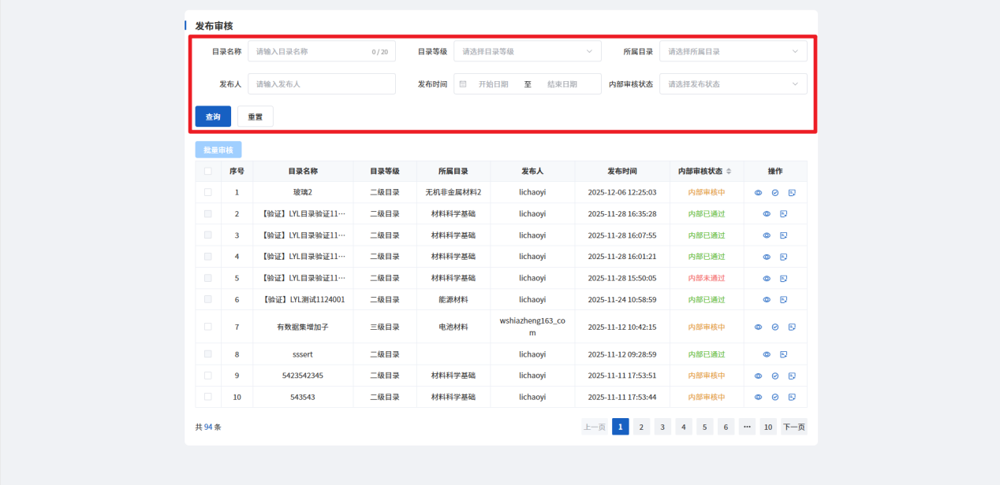 发布审核
目录名称 请输入目录名称 0 / 20 目录等级 请选择目录等级 所属目录 请选择所属目录
发布人 请输入发布人 发布时间 开始日期 至 结束日期 内部审核状态 请选择发布状态
查询 重置
批量审核
序号 目录名称 目录等级 所属目录 发布人 发布时间 内部审核状态 操作
1 玻璃2 二级目录 无机非金属材料2 lichaoyi 2025-12-06 12:25:03 内部审核中
2 【验证】LYL目录验证11··· 二级目录 材料科学基础 lichaoyi 2025-11-28 16:35:28 内部已通过
3 【验证】LYL目录验证11··· 二级目录 材料科学基础 lichaoyi 2025-11-28 16:07:55 内部已通过
4 【验证】LYL目录验证11··· 二级目录 材料科学基础 lichaoyi 2025-11-28 16:01:21 内部已通过
5 【验证】LYL目录验证11··· 二级目录 材料科学基础 lichaoyi 2025-11-28 15:50:05 内部未通过
6 【验证】LYL测试1124001 二级目录 能源材料 lichaoyi 2025-11-24 10:58:59 内部已通过
7 有数据集增加子 三级目录 电池材料 wshiazheng163_co
m 2025-11-12 10:42:15 内部审核中
8 sssert 二级目录 lichaoyi 2025-11-12 09:28:59 内部已通过
9 5423542345 二级目录 材料科学基础 lichaoyi 2025-11-11 17:53:51 内部审核中
10 543543 二级目录 材料科学基础 lichaoyi 2025-11-11 17:53:44 内部审核中
共 94 条 上一页 1 2 3 4 5 6 ··· 10 下一页